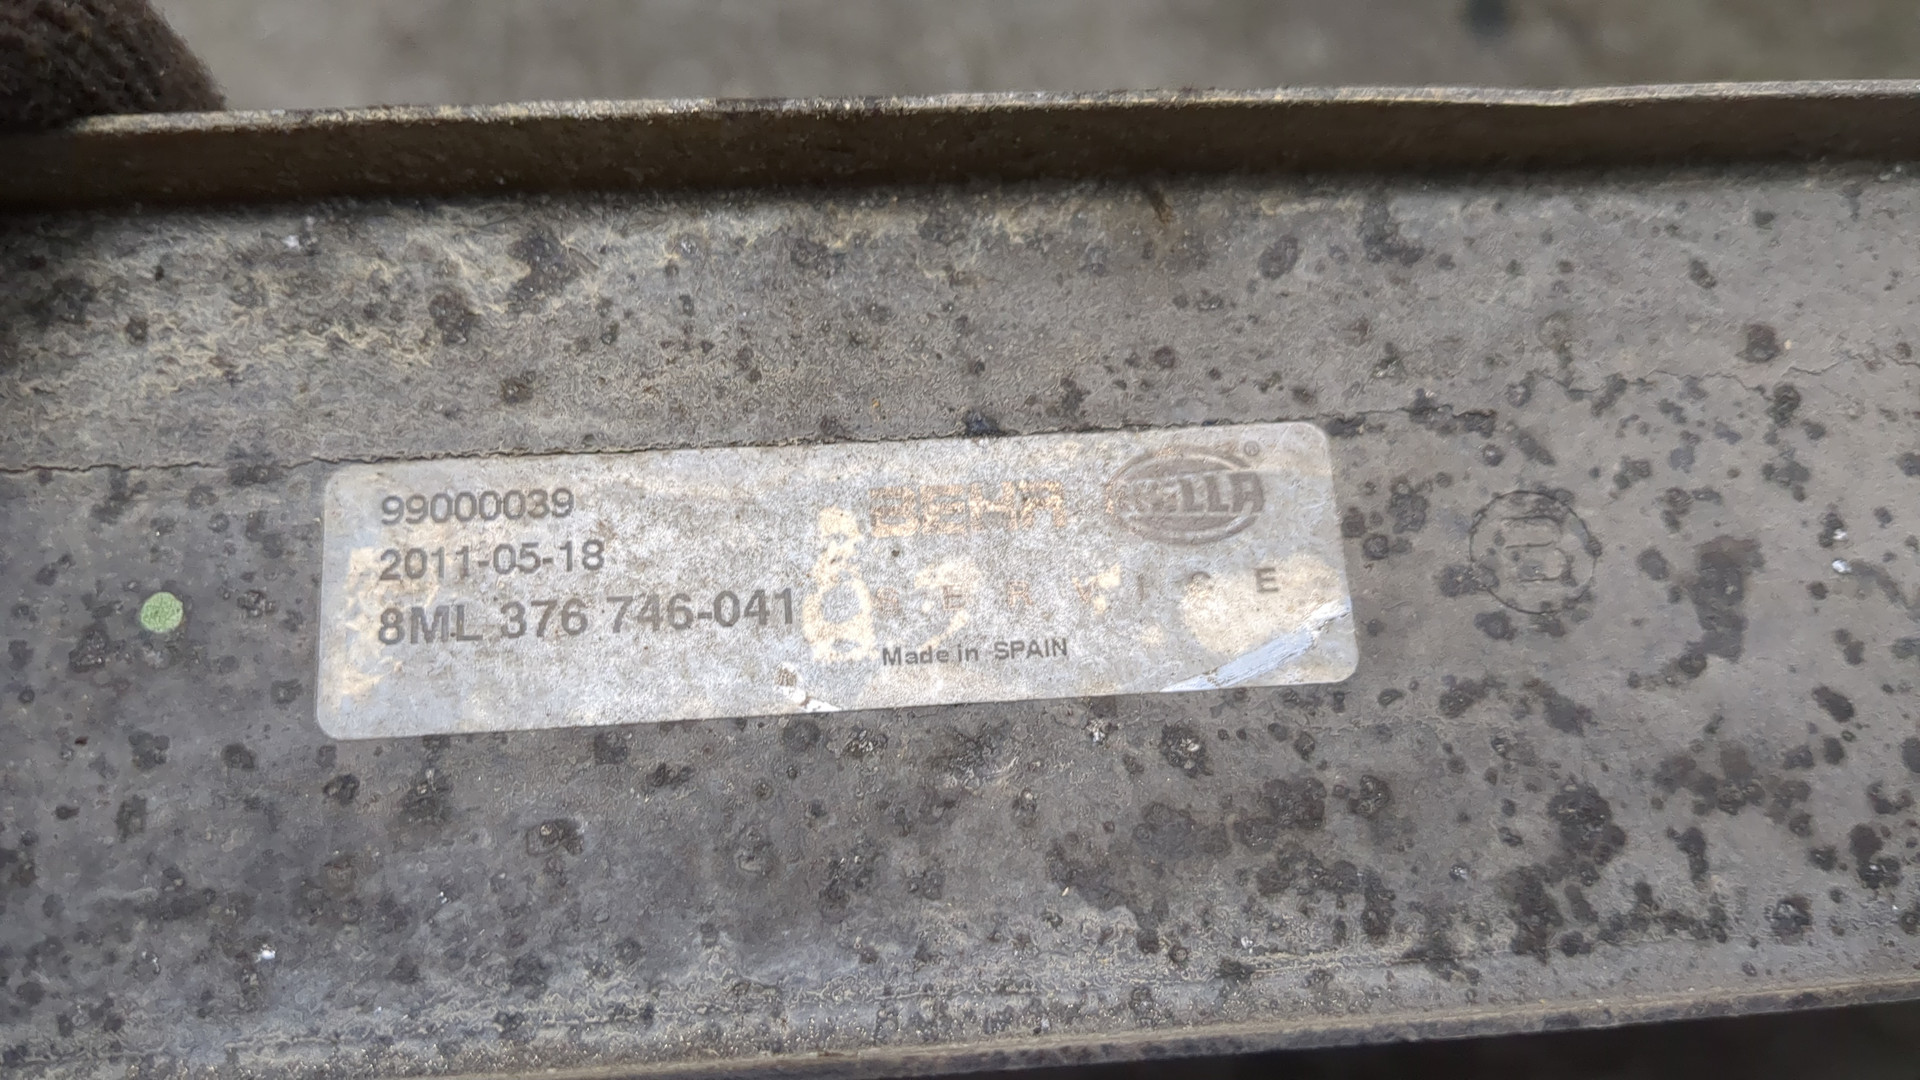 99000039
2011-05-18
8ML 376 746-041
BEHR HELLA®
SERVICE
Made in SPAIN